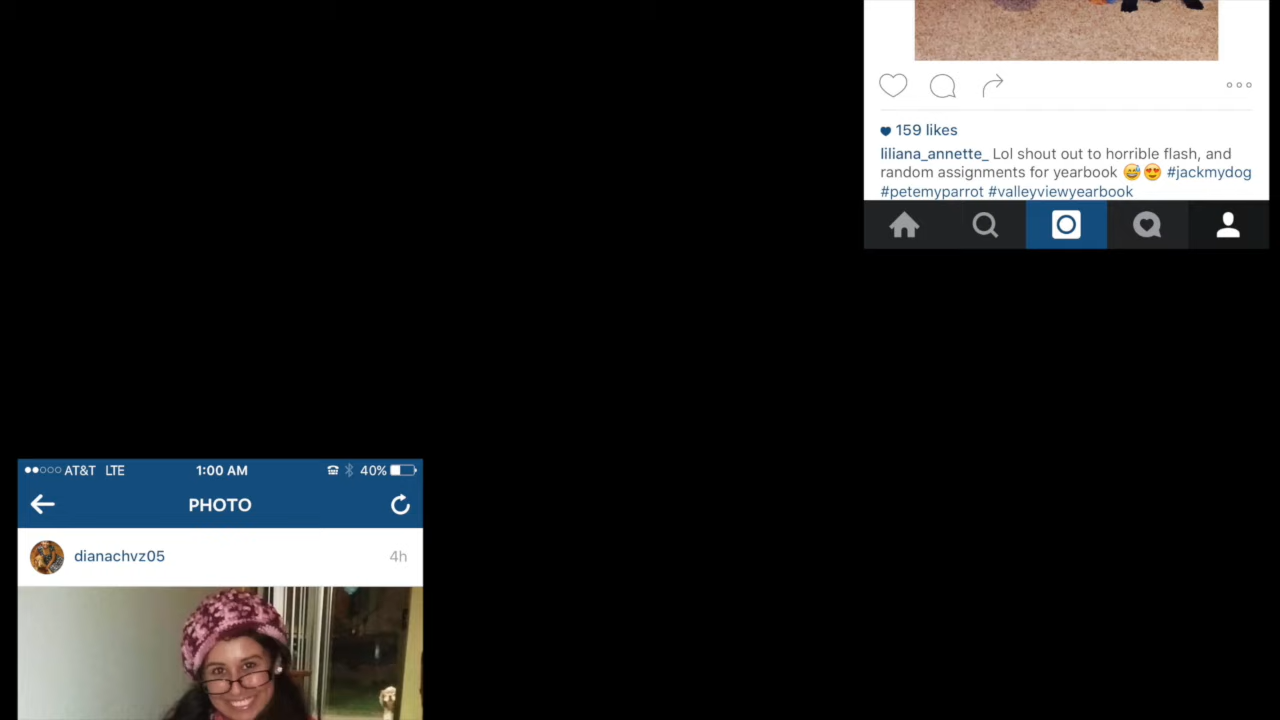 159 likes
liliana_annette_ Lol shout out to horrible flash, and
random assignments for yearbook 😅😍 #jackmydog
#petemyparrot #valleyviewyearbook
AT&T LTE 1:00 AM 40%
PHOTO
dianachvz05 4h